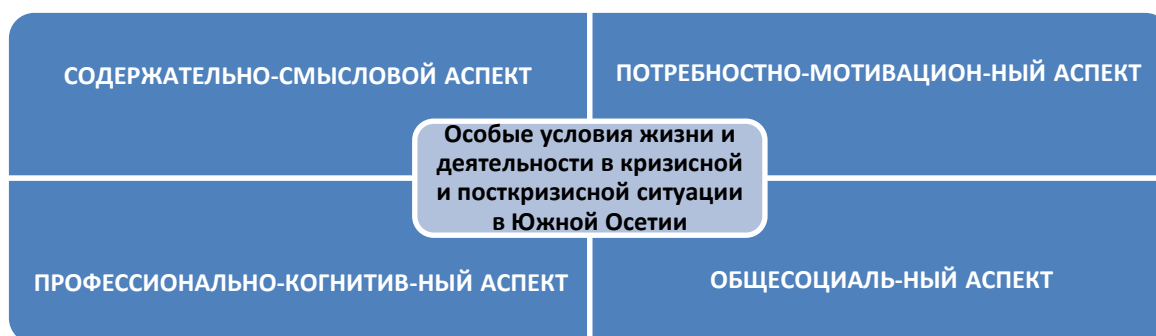 СОДЕРЖАТЕЛЬНО-СМЫСЛОВОЙ АСПЕКТ
ПОТРЕБНОСТНО-МОТИВАЦИОН-НЫЙ АСПЕКТ
Особые условия жизни и
деятельности в кризисной
и посткризисной ситуации
в Южной Осетии
ПРОФЕССИОНАЛЬНО-КОГНИТИВ-НЫЙ АСПЕКТ
ОБЩЕСОЦИАЛЬ-НЫЙ АСПЕКТ